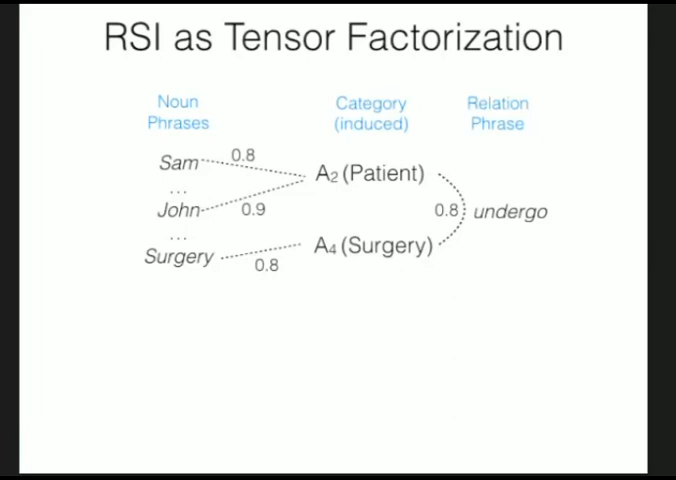 RSI as Tensor Factorization
Noun Phrases
Category (induced)
Relation Phrase
Sam
0.8
A2 (Patient)
...
John
0.9
0.8
undergo
...
Surgery
0.8
A4 (Surgery)